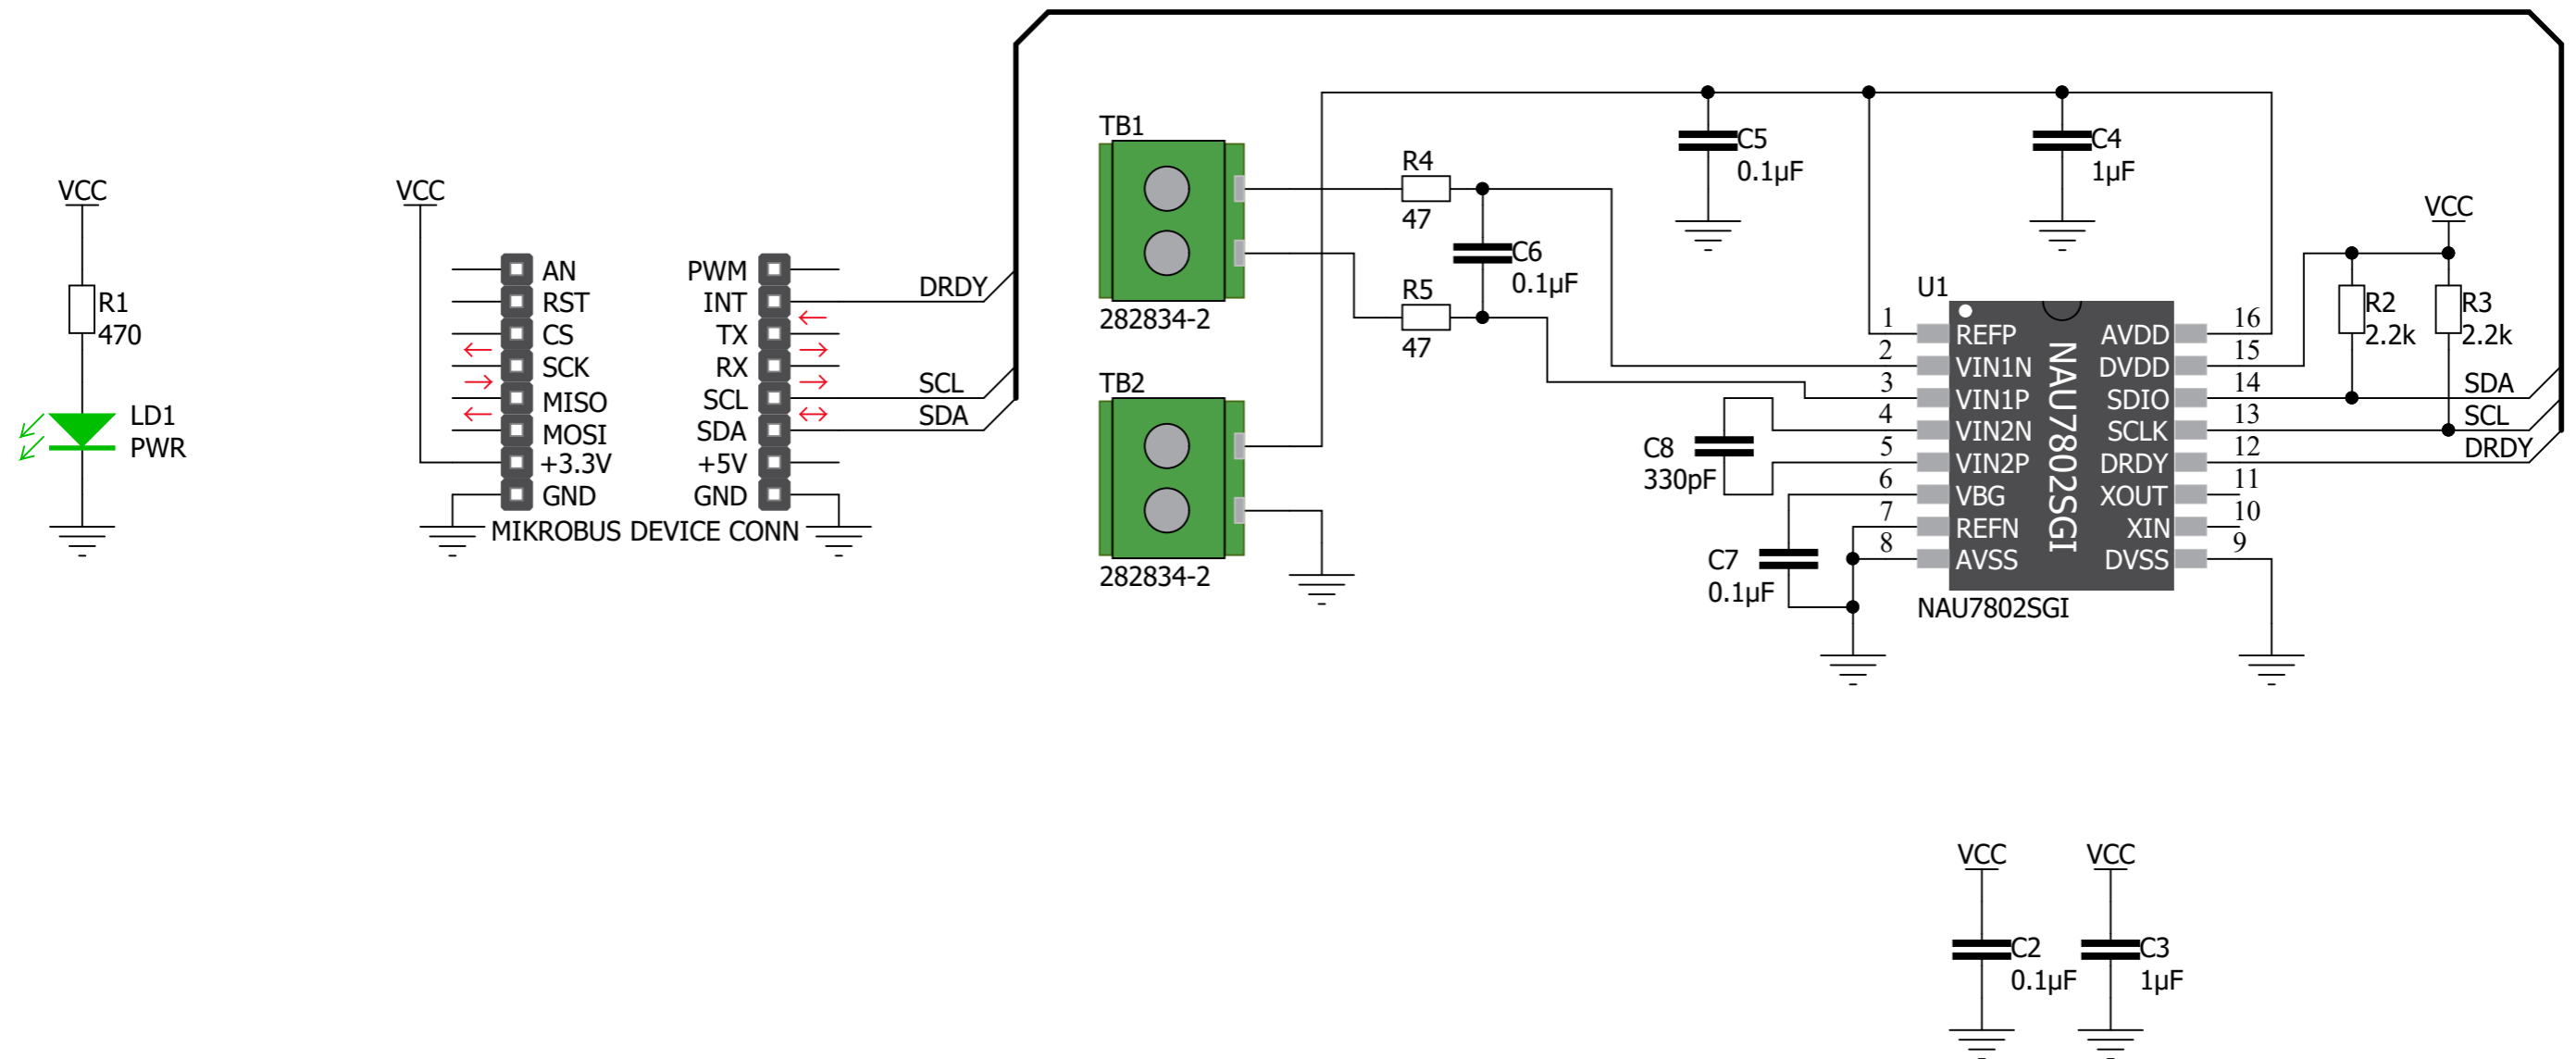 VCC
R1
470
LD1
PWR
VCC
AN
RST
CS
SCK
MISO
MOSI
+3.3V
GND
PWM
INT
TX
RX
SCL
SDA
+5V
GND
MIKROBUS DEVICE CONN
DRDY
SCL
SDA
TB1
282834-2
TB2
282834-2
R4
47
R5
47
C6
0.1µF
C5
0.1µF
C4
1µF
C8
330pF
C7
0.1µF
U1
1
2
3
4
5
6
7
8
REFP
VIN1N
VIN1P
VIN2N
VIN2P
VBG
REFN
AVSS
NAU7802SGI
AVDD
DVDD
SDIO
SCLK
DRDY
XOUT
XIN
DVSS
16
15
14
13
12
11
10
9
NAU7802SGI
VCC
R2
2.2k
R3
2.2k
SDA
SCL
DRDY
VCC
C2
0.1µF
VCC
C3
1µF